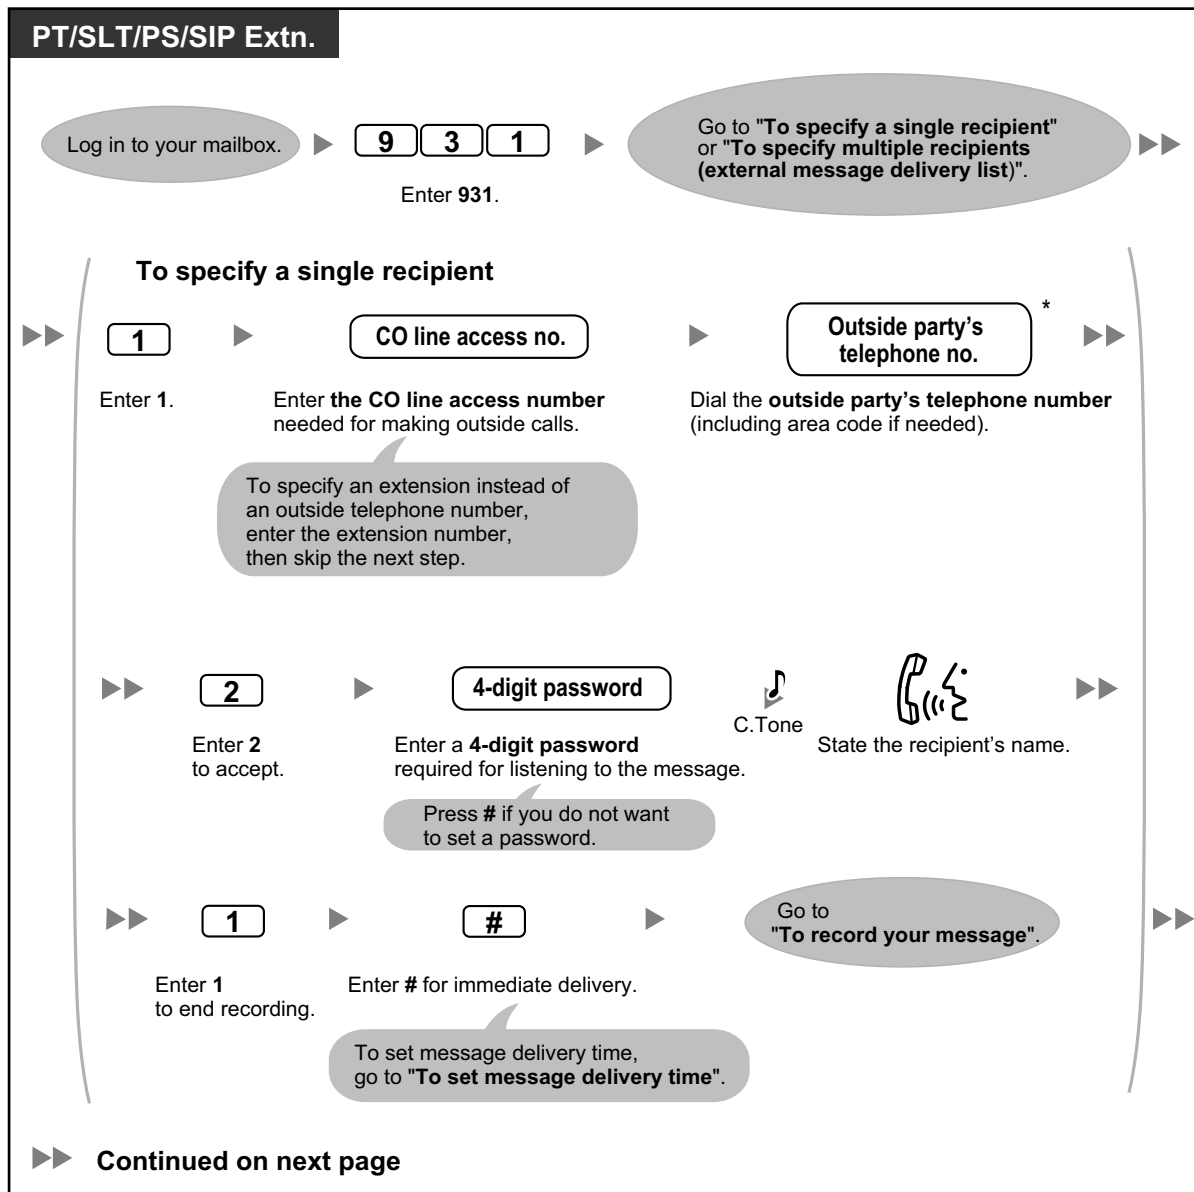 PT/SLT/PS/SIP Extn.
Log in to your mailbox.
9 3 1
Enter 931.
Go to "To specify a single recipient"
or "To specify multiple recipients
(external message delivery list)".
To specify a single recipient
1
Enter 1.
CO line access no.
Enter the CO line access number
needed for making outside calls.
To specify an extension instead of
an outside telephone number,
enter the extension number,
then skip the next step.
Outside party's
telephone no.
*
Dial the outside party's telephone number
(including area code if needed).
2
Enter 2
to accept.
4-digit password
Enter a 4-digit password
required for listening to the message.
Press # if you do not want
to set a password.
C.Tone
State the recipient's name.
1
Enter 1
to end recording.
#
Enter # for immediate delivery.
To set message delivery time,
go to "To set message delivery time".
Go to
"To record your message".
Continued on next page